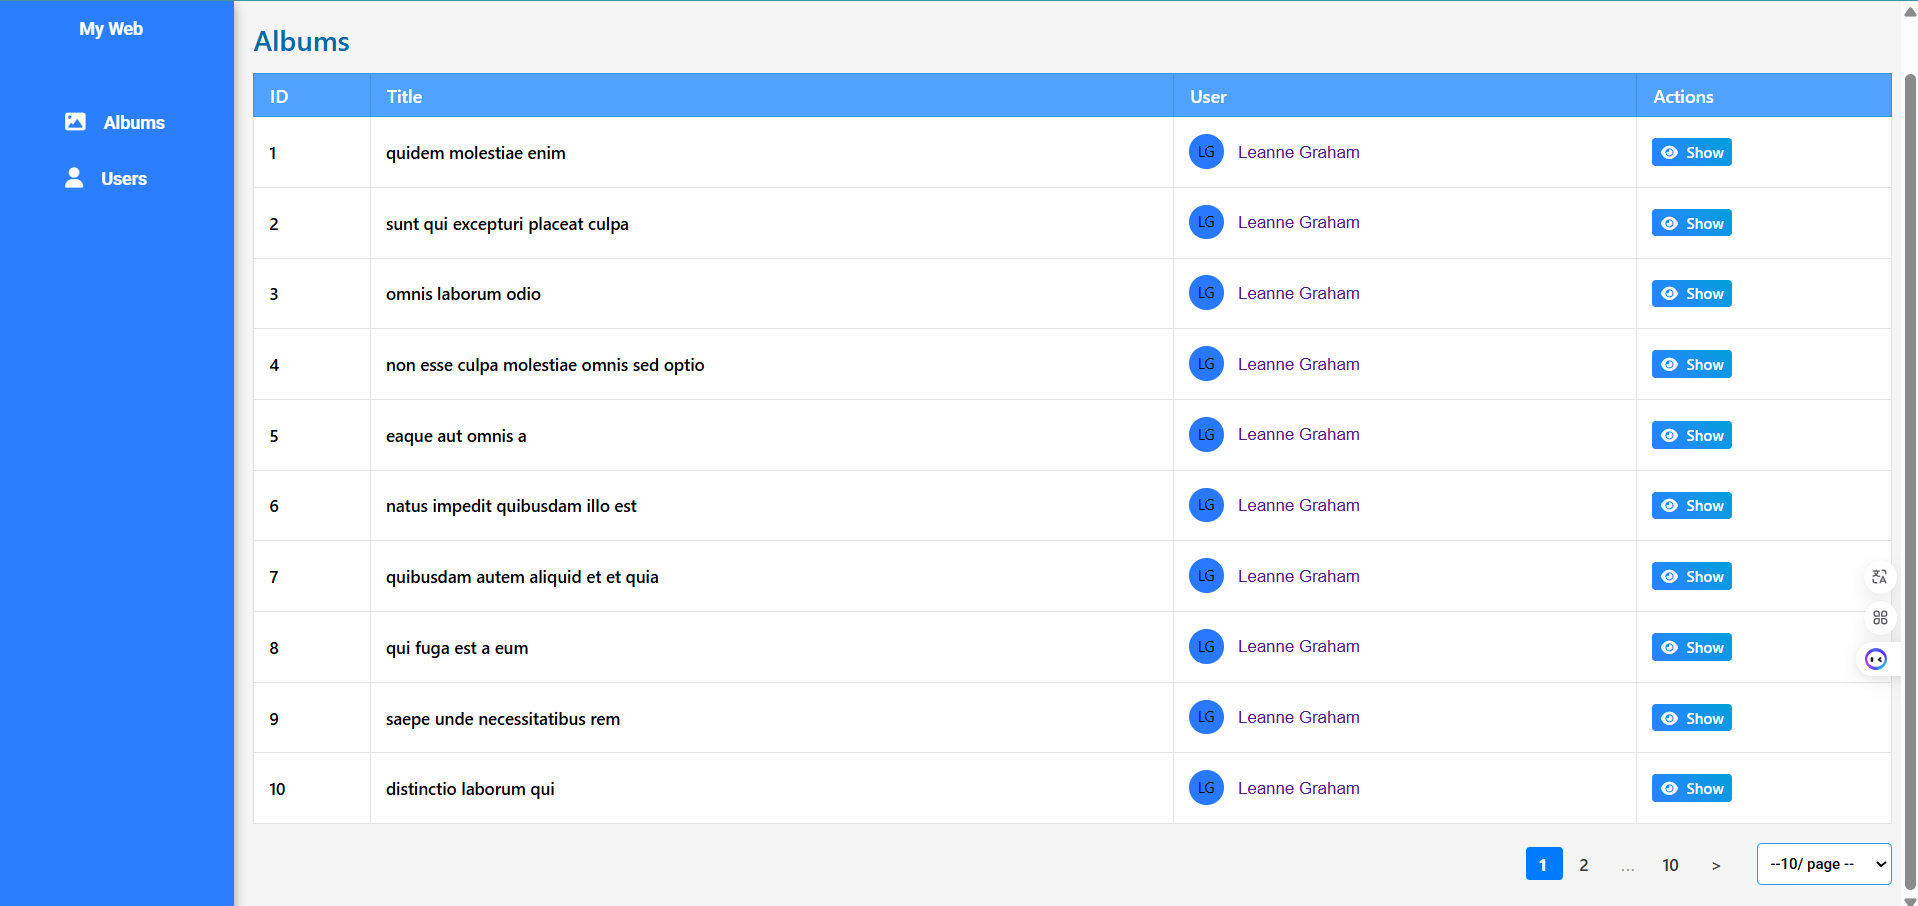 My Web
Albums
Users
Albums
ID Title User Actions
1 quidem molestiae enim LG Leanne Graham Show
2 sunt qui excepturi placeat culpa LG Leanne Graham Show
3 omnis laborum odio LG Leanne Graham Show
4 non esse culpa molestiae omnis sed optio LG Leanne Graham Show
5 eaque aut omnis a LG Leanne Graham Show
6 natus impedit quibusdam illo est LG Leanne Graham Show
7 quibusdam autem aliquid et et quia LG Leanne Graham Show
8 qui fuga est a eum LG Leanne Graham Show
9 saepe unde necessitatibus rem LG Leanne Graham Show
10 distinctio laborum qui LG Leanne Graham Show
1 2 ... 10 > --10/ page --